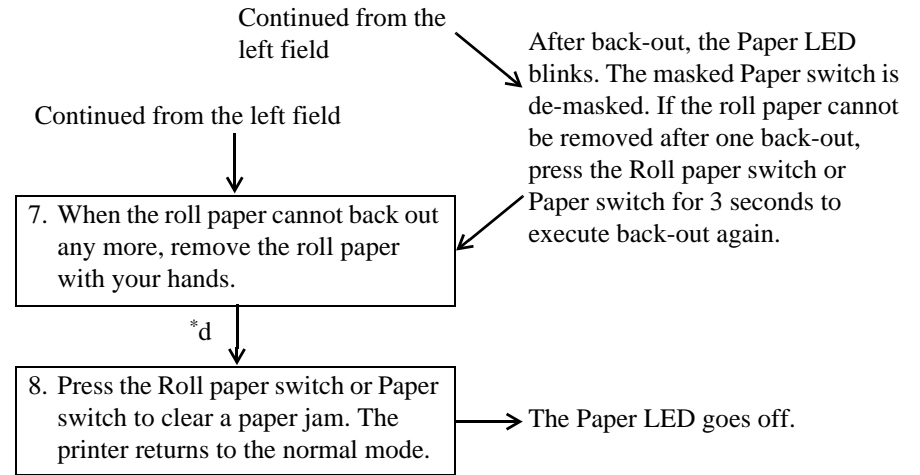 Continued from the
left field
After back-out, the Paper LED
blinks. The masked Paper switch is
de-masked. If the roll paper cannot
be removed after one back-out,
press the Roll paper switch or
Paper switch for 3 seconds to
execute back-out again.
Continued from the left field
7. When the roll paper cannot back out
any more, remove the roll paper
with your hands.
*d
8. Press the Roll paper switch or Paper
switch to clear a paper jam. The
printer returns to the normal mode.
The Paper LED goes off.